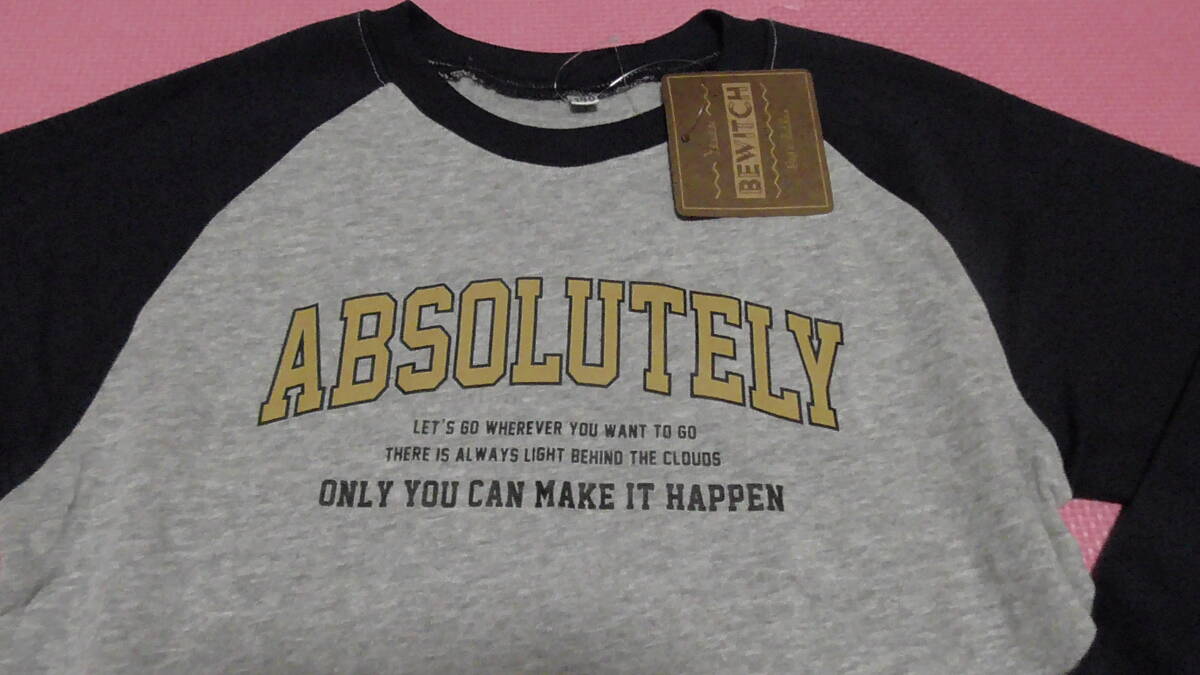 BEWITCH
ABSOLUTELY
LET'S GO WHEREVER YOU WANT TO GO
THERE IS ALWAYS LIGHT BEHIND THE CLOUDS
ONLY YOU CAN MAKE IT HAPPEN